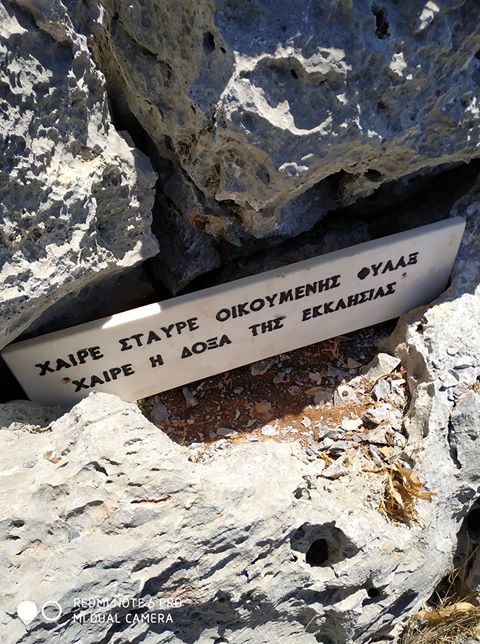 ΧΑΙΡΕ ΣΤΑΥΡΕ ΟΙΚΟΥΜΕΝΗΣ ΦΥΛΑΞ
ΧΑΙΡΕ Η ΔΟΞΑ ΤΗΣ ΕΚΚΛΗΣΙΑΣ
REDMI NOTE 6 PRO
MI DUAL CAMERA